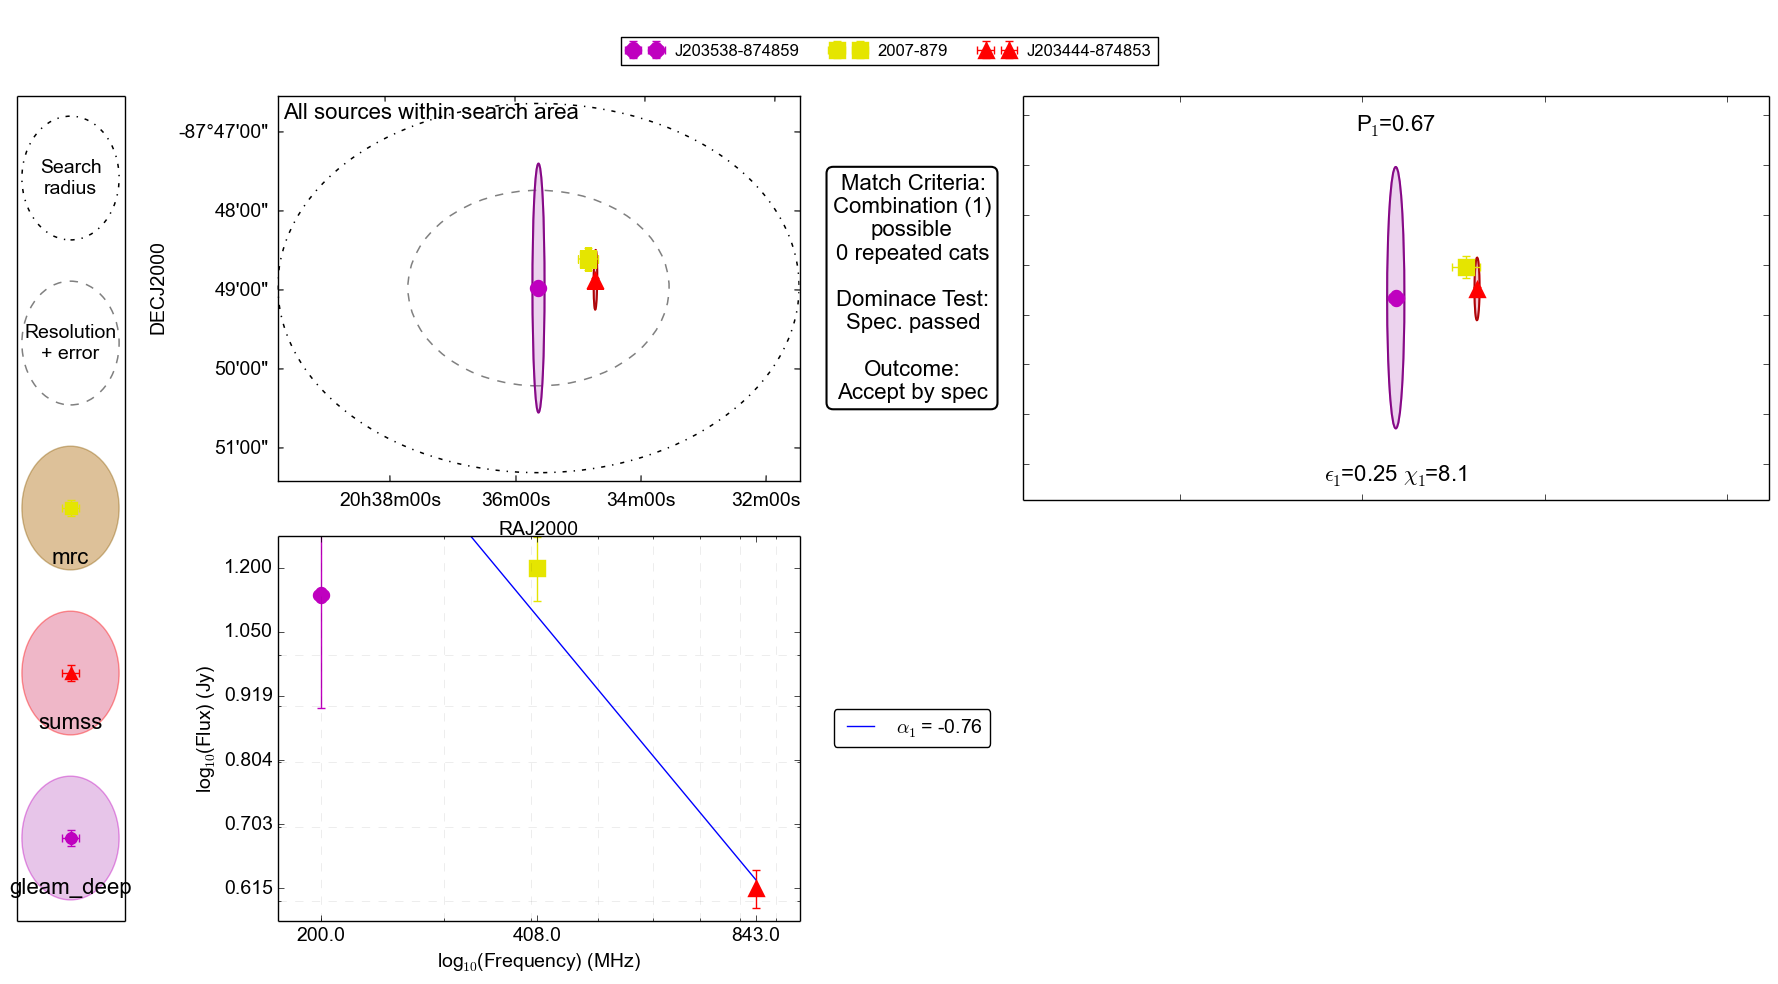 J203538-874859
2007-879
J203444-874853
Search
radius
Resolution
+ error
mrc
sumss
gleam_deep
All sources within search area
DECJ2000
-87°47'00"
48'00"
49'00"
50'00"
51'00"
20h38m00s
36m00s
34m00s
32m00s
RAJ2000
Match Criteria:
Combination (1)
possible
0 repeated cats
Dominace Test:
Spec. passed
Outcome:
Accept by spec
P₁=0.67
ϵ₁=0.25 χ₁=8.1
log₁₀(Flux) (Jy)
1.200
1.050
0.919
0.804
0.703
0.615
200.0
408.0
843.0
log₁₀(Frequency) (MHz)
α₁ = -0.76